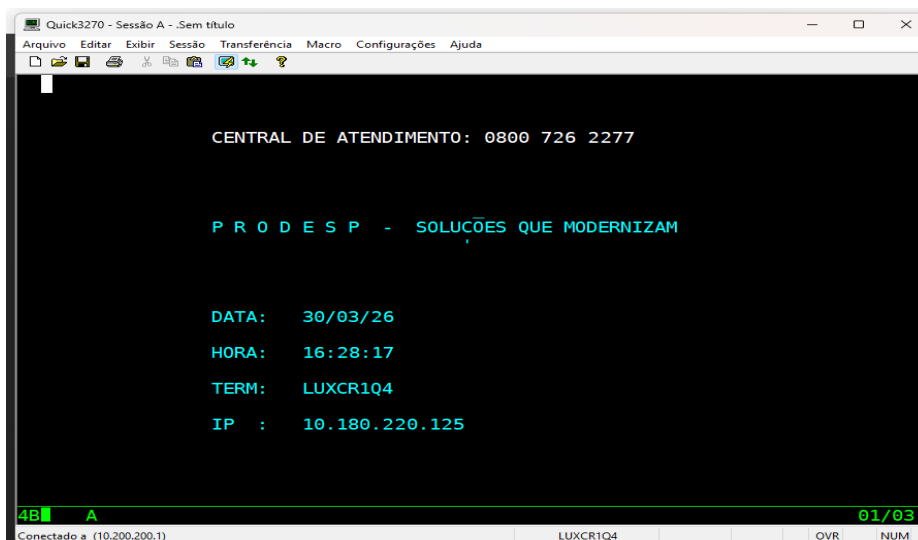 Quick3270 - Sessão A - .Sem título
Arquivo Editar Exibir Sessão Transferência Macro Configurações Ajuda
CENTRAL DE ATENDIMENTO: 0800 726 2277
P R O D E S P - SOLUCOES QUE MODERNIZAM
DATA: 30/03/26
HORA: 16:28:17
TERM: LUXCR1Q4
IP : 10.180.220.125
4B A 01/03
Conectado a (10.200.200.1) LUXCR1Q4 OVR NUM